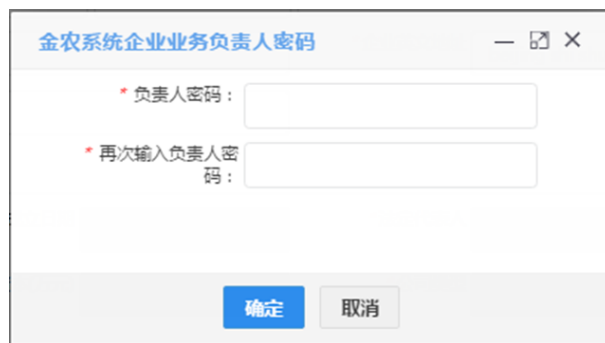 金农系统企业业务负责人密码
* 负责人密码：
* 再次输入负责人密
码：
确定 取消